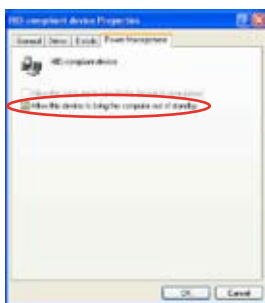 HID-compliant device Properties
General Driver Details Power Management
HID-compliant device
Allow this device to bring the computer out of standby.
OK Cancel